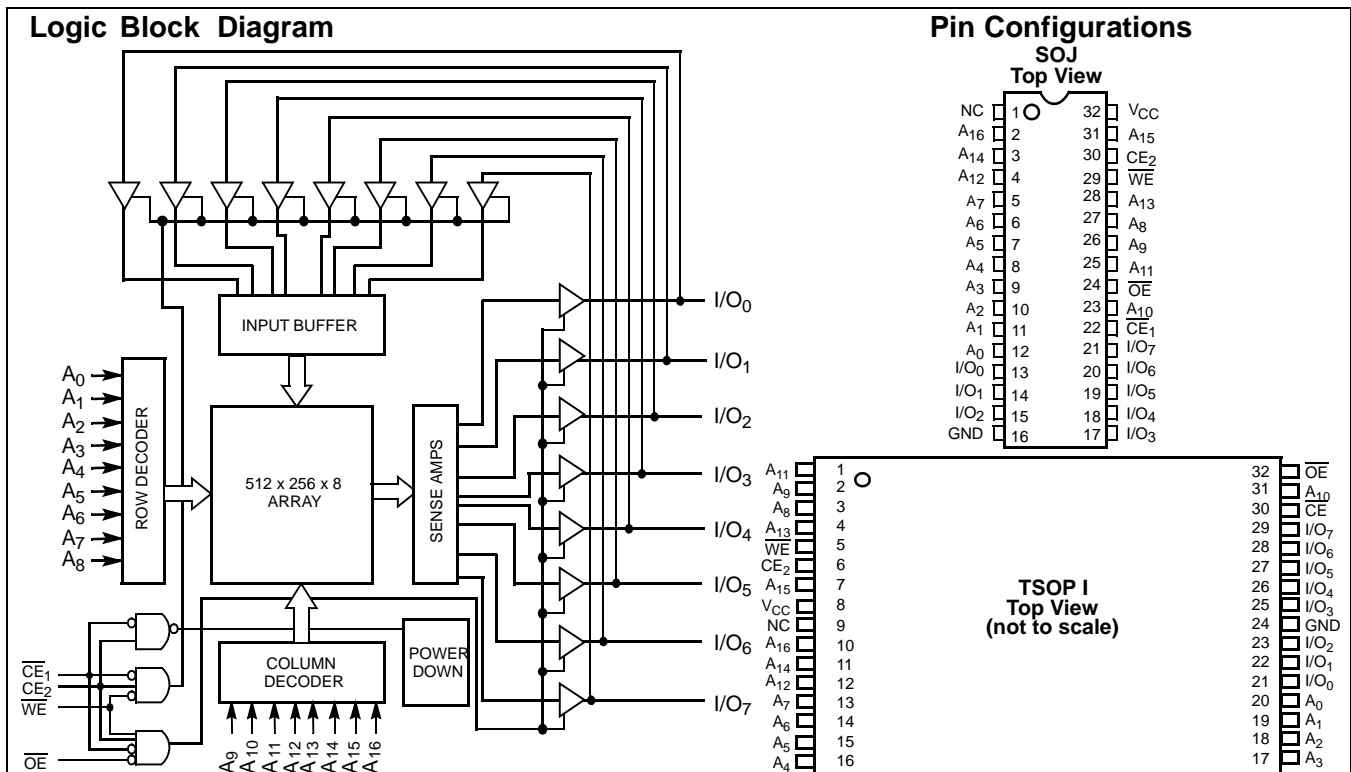 Logic Block Diagram
INPUT BUFFER
A0
A1
A2
A3
A4
A5
A6
A7
A8
ROW DECODER
512 x 256 x 8
ARRAY
SENSE AMPS
COLUMN
DECODER
POWER
DOWN
CE1
CE2
WE
OE
A9
A10
A11
A12
A13
A14
A15
A16
I/O0
I/O1
I/O2
I/O3
I/O4
I/O5
I/O6
I/O7
Pin Configurations
SOJ
Top View
NC 1 32 VCC
A16 2 31 A15
A14 3 30 CE2
A12 4 29 WE
A7 5 28 A13
A6 6 27 A8
A5 7 26 A9
A4 8 25 A11
A3 9 24 OE
A2 10 23 A10
A1 11 22 CE1
A0 12 21 I/O7
I/O0 13 20 I/O6
I/O1 14 19 I/O5
I/O2 15 18 I/O4
GND 16 17 I/O3
TSOP I
Top View
(not to scale)
A11 1 32 OE
A9 2 31 A10
A8 3 30 CE
A13 4 29 I/O7
WE 5 28 I/O6
CE2 6 27 I/O5
A15 7 26 I/O4
VCC 8 25 I/O3
NC 9 24 GND
A16 10 23 I/O2
A14 11 22 I/O1
A12 12 21 I/O0
A7 13 20 A0
A6 14 19 A1
A5 15 18 A2
A4 16 17 A3